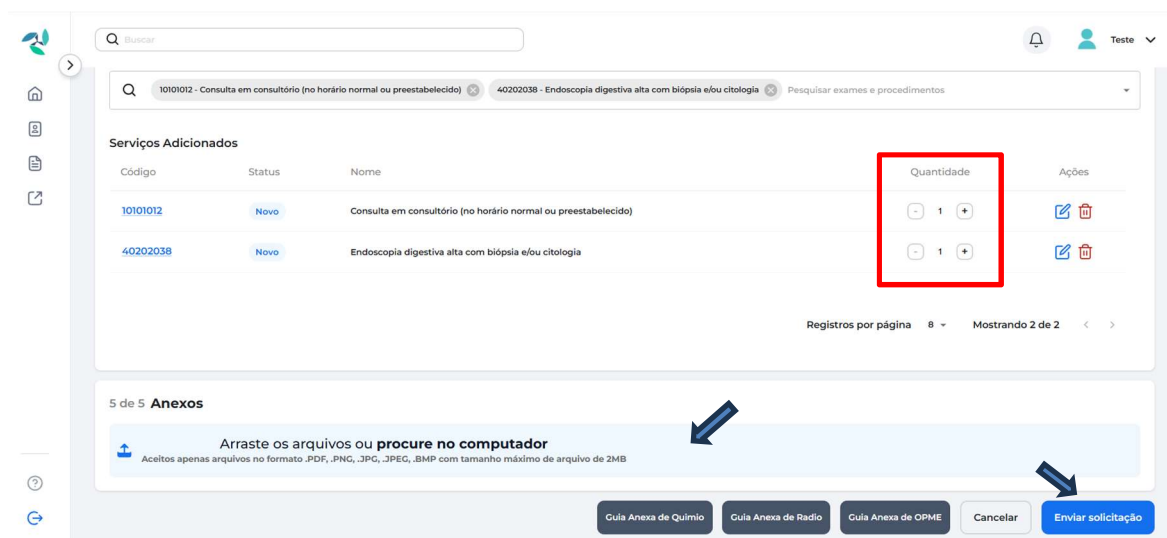 Buscar
Teste
10101012 - Consulta em consultório (no horário normal ou preestabelecido) 40202038 - Endoscopia digestiva alta com biópsia e/ou citologia Pesquisar exames e procedimentos
Serviços Adicionados
Código Status Nome Quantidade Ações
10101012 Novo Consulta em consultório (no horário normal ou preestabelecido) - 1 +
40202038 Novo Endoscopia digestiva alta com biópsia e/ou citologia - 1 +
Registros por página 8 Mostrando 2 de 2 < >
5 de 5 Anexos
Arraste os arquivos ou procure no computador
Aceitos apenas arquivos no formato .PDF, .PNG, .JPG, .JPEG, .BMP com tamanho máximo de arquivo de 2MB
Guia Anexa de Quimio Guia Anexa de Radio Guia Anexa de OPME Cancelar Enviar solicitação